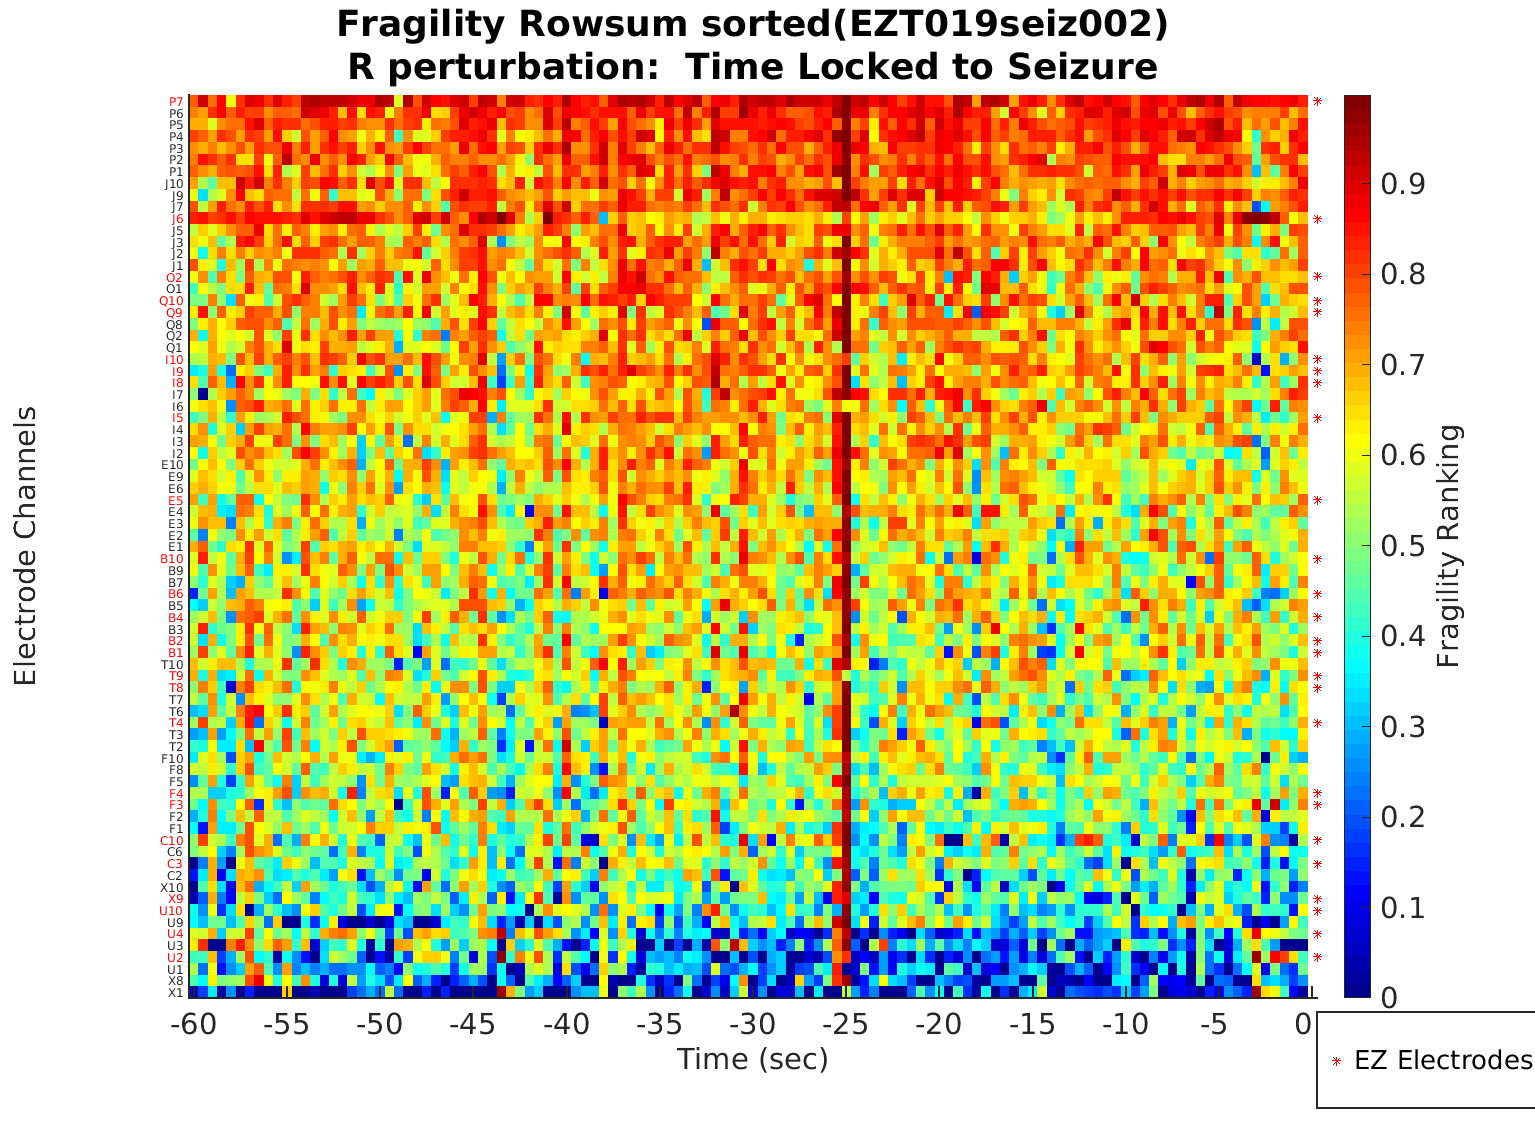 Fragility Rowsum sorted(EZT019seiz002)
R perturbation:  Time Locked to Seizure
Electrode Channels
P7
P6
P5
P4
P3
P2
P1
J10
J9
J7
J6
J5
J3
J2
J1
O2
O1
Q10
Q9
Q8
Q2
Q1
I10
I9
I8
I7
I6
I5
I4
I3
I2
E10
E9
E6
E5
E4
E3
E2
E1
B10
B9
B7
B6
B5
B4
B3
B2
B1
T10
T9
T8
T7
T6
T4
T3
T2
F10
F8
F5
F4
F3
F2
F1
C10
C6
C3
C2
X10
X9
U10
U9
U4
U3
U2
U1
X8
X1
-60 -55 -50 -45 -40 -35 -30 -25 -20 -15 -10 -5 0
Time (sec)
0.9
0.8
0.7
0.6
0.5
0.4
0.3
0.2
0.1
0
Fragility Ranking
EZ Electrodes